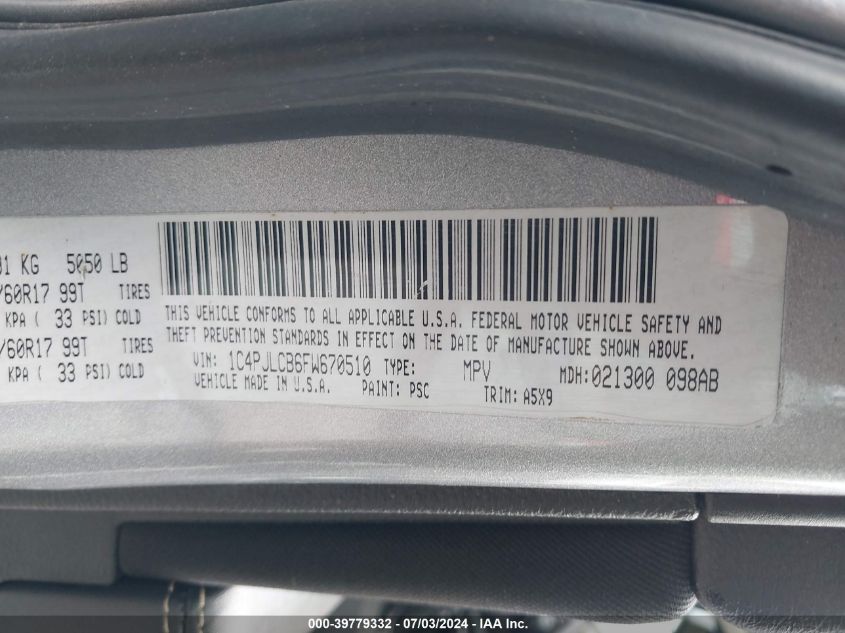 31 KG 5050 LB
/60R17 99T TIRES
KPA ( 33 PSI) COLD
/60R17 99T TIRES
KPA ( 33 PSI) COLD
THIS VEHICLE CONFORMS TO ALL APPLICABLE U.S.A. FEDERAL MOTOR VEHICLE SAFETY AND
THEFT PREVENTION STANDARDS IN EFFECT ON THE DATE OF MANUFACTURE SHOWN ABOVE.
VIN: 1C4PJLCB6FW670510 TYPE: MPV MDH:021300 098AB
VEHICLE MADE IN U.S.A. PAINT: PSC TRIM: A5X9
000-39779332 / 07/03/2024 / IAA Inc.